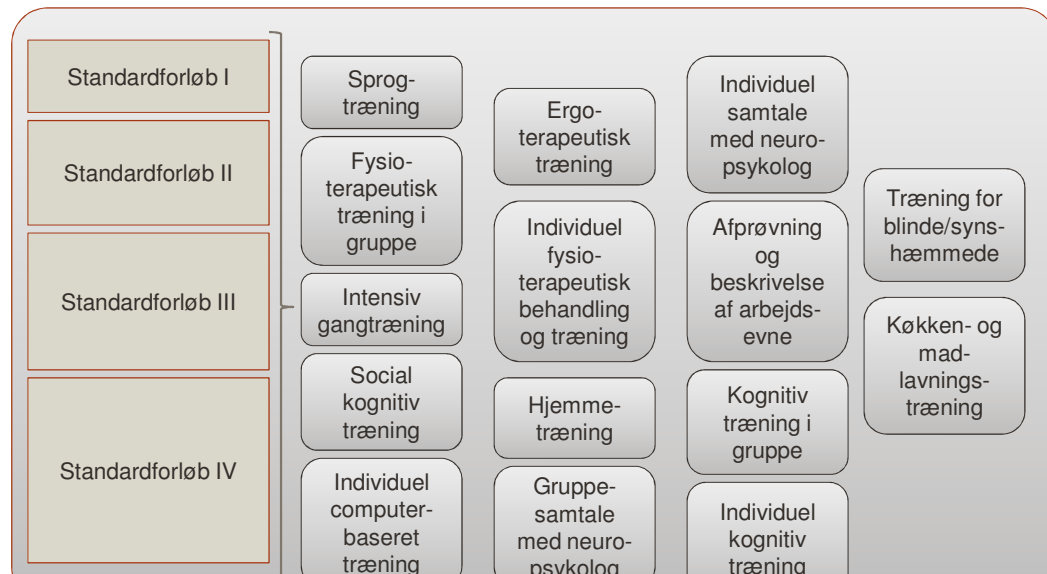 Standardforløb I
Standardforløb II
Standardforløb III
Standardforløb IV
Sprog-
træning
Fysio-
terapeutisk
træning i
gruppe
Intensiv
gangtræning
Social
kognitiv
træning
Individuel
computer-
baseret
træning
Ergo-
terapeutisk
træning
Individuel
fysio-
terapeutisk
behandling
og træning
Hjemme-
træning
Gruppe-
samtale
med neuro-
psykolog
Individuel
samtale
med neuro-
psykolog
Afprøvning
og
beskrivelse
af arbejds-
evne
Kognitiv
træning i
gruppe
Individuel
kognitiv
træning
Træning for
blinde/syns-
hæmmede
Køkken- og
mad-
lavnings-
træning